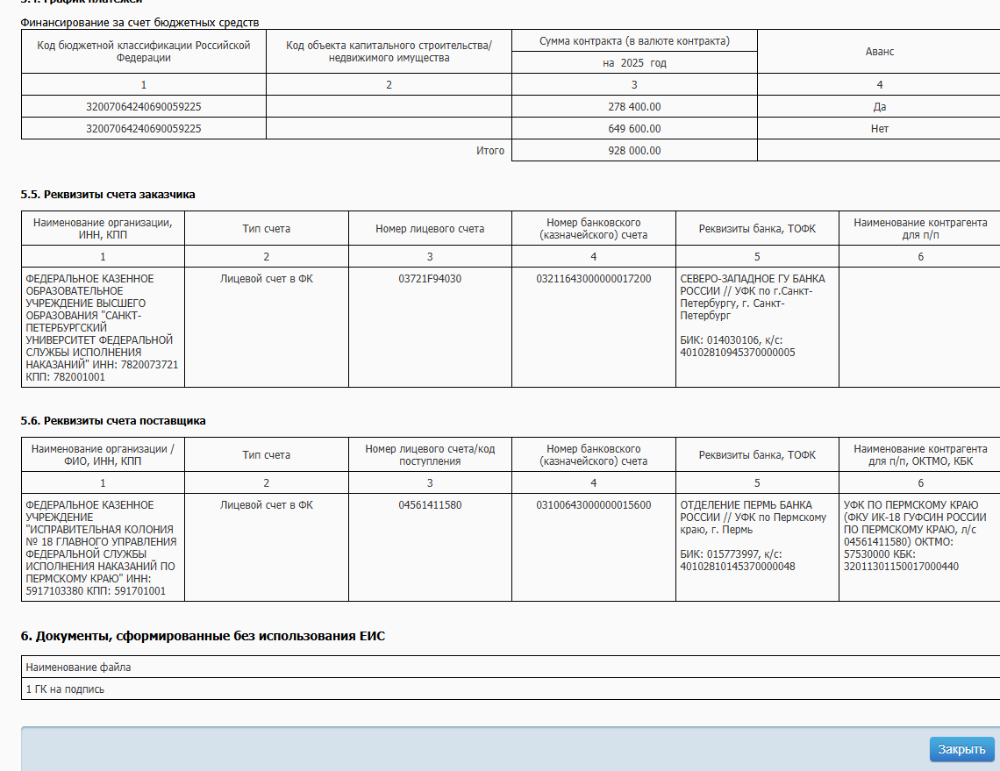 5.4. График платежей
Финансирование за счет бюджетных средств
Код бюджетной классификации Российской
Федерации
Код объекта капитального строительства/
недвижимого имущества
Сумма контракта (в валюте контракта)
на 2025 год
Аванс
1
2
3
4
32007064240690059225
278 400.00
Да
32007064240690059225
649 600.00
Нет
Итого
928 000.00
5.5. Реквизиты счета заказчика
Наименование организации,
ИНН, КПП
Тип счета
Номер лицевого счета
Номер банковского
(казначейского) счета
Реквизиты банка, ТОФК
Наименование контрагента
для п/п
1
2
3
4
5
6
ФЕДЕРАЛЬНОЕ КАЗЕННОЕ
ОБРАЗОВАТЕЛЬНОЕ
УЧРЕЖДЕНИЕ ВЫСШЕГО
ОБРАЗОВАНИЯ "САНКТ-
ПЕТЕРБУРГСКИЙ
УНИВЕРСИТЕТ ФЕДЕРАЛЬНОЙ
СЛУЖБЫ ИСПОЛНЕНИЯ
НАКАЗАНИЙ" ИНН: 7820073721
КПП: 782001001
Лицевой счет в ФК
03721F94030
03211643000000017200
СЕВЕРО-ЗАПАДНОЕ ГУ БАНКА
РОССИИ // УФК по г.Санкт-
Петербургу, г. Санкт-
Петербург
БИК: 014030106, к/с:
40102810945370000005
5.6. Реквизиты счета поставщика
Наименование организации /
ФИО, ИНН, КПП
Тип счета
Номер лицевого счета/код
поступления
Номер банковского
(казначейского) счета
Реквизиты банка, ТОФК
Наименование контрагента
для п/п, ОКТМО, КБК
1
2
3
4
5
6
ФЕДЕРАЛЬНОЕ КАЗЕННОЕ
УЧРЕЖДЕНИЕ
"ИСПРАВИТЕЛЬНАЯ КОЛОНИЯ
№ 18 ГЛАВНОГО УПРАВЛЕНИЯ
ФЕДЕРАЛЬНОЙ СЛУЖБЫ
ИСПОЛНЕНИЯ НАКАЗАНИЙ ПО
ПЕРМСКОМУ КРАЮ" ИНН:
5917103380 КПП: 591701001
Лицевой счет в ФК
04561411580
03100643000000015600
ОТДЕЛЕНИЕ ПЕРМЬ БАНКА
РОССИИ // УФК по Пермскому
краю, г. Пермь
БИК: 015773997, к/с:
40102810145370000048
УФК ПО ПЕРМСКОМУ КРАЮ
(ФКУ ИК-18 ГУФСИН РОССИИ
ПО ПЕРМСКОМУ КРАЮ, л/с
04561411580) ОКТМО:
57530000 КБК:
32011301150017000440
6. Документы, сформированные без использования ЕИС
Наименование файла
1 ГК на подпись
Закрыть